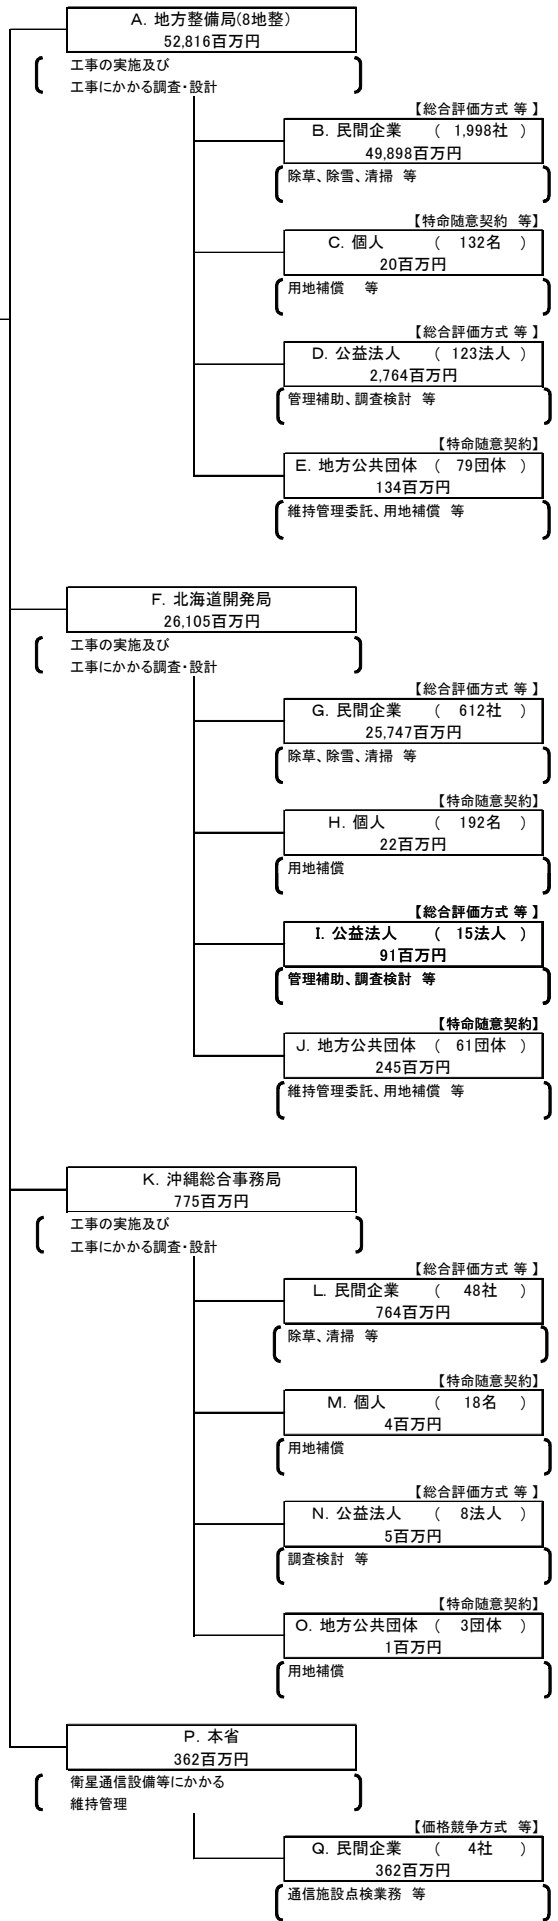 A. 地方整備局(8地整)
52,816百万円
工事の実施及び
工事にかかる調査・設計
【総合評価方式 等 】
B. 民間企業 ( 1,998社 )
49,898百万円
除草、除雪、清掃 等
【特命随意契約 等】
C. 個人 ( 132名 )
20百万円
用地補償 等
【総合評価方式 等 】
D. 公益法人 ( 123法人 )
2,764百万円
管理補助、調査検討 等
【特命随意契約】
E. 地方公共団体 ( 79団体 )
134百万円
維持管理委託、用地補償 等
F. 北海道開発局
26,105百万円
工事の実施及び
工事にかかる調査・設計
【総合評価方式 等 】
G. 民間企業 ( 612社 )
25,747百万円
除草、除雪、清掃 等
【特命随意契約】
H. 個人 ( 192名 )
22百万円
用地補償
【総合評価方式 等 】
I. 公益法人 ( 15法人 )
91百万円
管理補助、調査検討 等
【特命随意契約】
J. 地方公共団体 ( 61団体 )
245百万円
維持管理委託、用地補償 等
K. 沖縄総合事務局
775百万円
工事の実施及び
工事にかかる調査・設計
【総合評価方式 等 】
L. 民間企業 ( 48社 )
764百万円
除草、清掃 等
【特命随意契約】
M. 個人 ( 18名 )
4百万円
用地補償
【総合評価方式 等 】
N. 公益法人 ( 8法人 )
5百万円
調査検討 等
【特命随意契約】
O. 地方公共団体 ( 3団体 )
1百万円
用地補償
P. 本省
362百万円
衛星通信設備等にかかる
維持管理
【価格競争方式 等】
Q. 民間企業 ( 4社 )
362百万円
通信施設点検業務 等